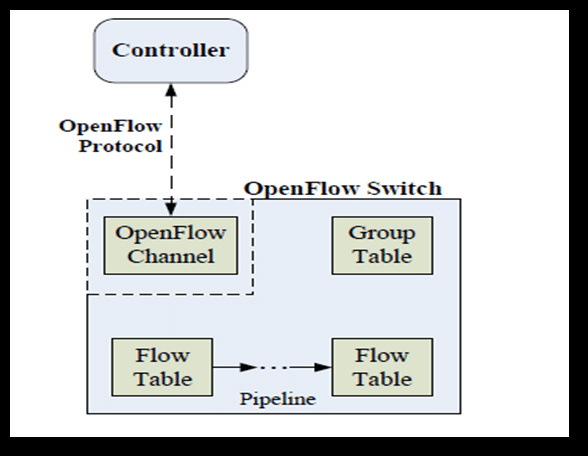 Controller
OpenFlow
Protocol
OpenFlow Switch
OpenFlow
Channel
Group
Table
Flow
Table
Flow
Table
Pipeline